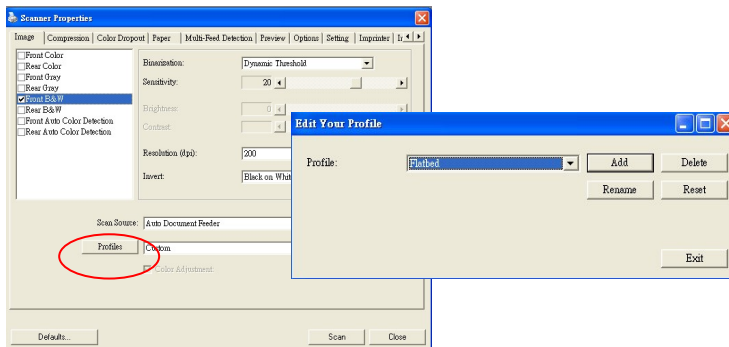 Scanner Properties
Image Compression Color Dropout Paper Multi-Feed Detection Preview Options Setting Imprinter
Front Color
Rear Color
Front Gray
Rear Gray
Front B&W
Rear B&W
Front Auto Color Detection
Rear Auto Color Detection
Binarization: Dynamic Threshold
Sensitivity: 20
Brightness: 0
Contrast:
Resolution (dpi): 200
Invert: Black on Whit
Scan Source: Auto Document Feeder
Profiles Custom
Color Adjustment
Defaults... Scan Close
Edit Your Profile
Profile: Flatbed Add Delete
Rename Reset
Exit